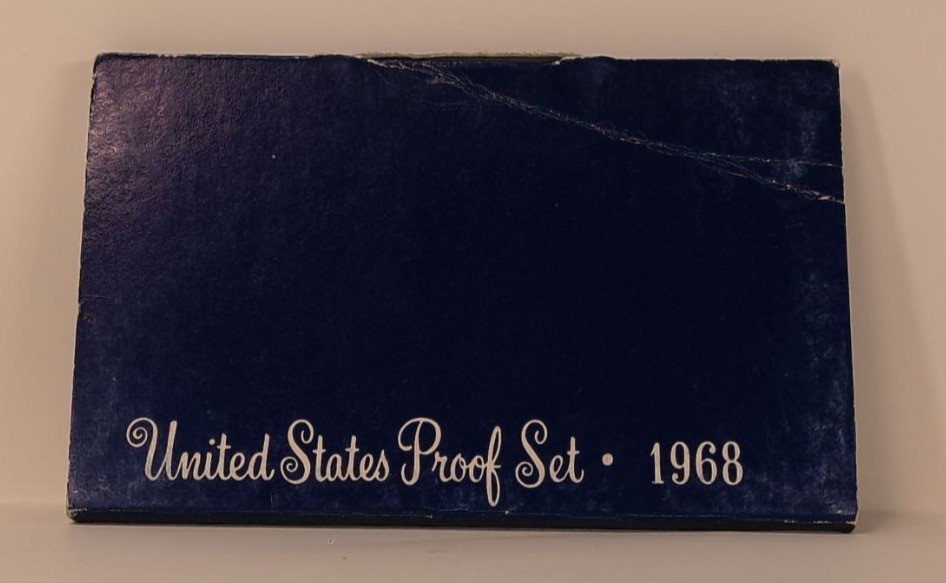 United States Proof Set • 1968